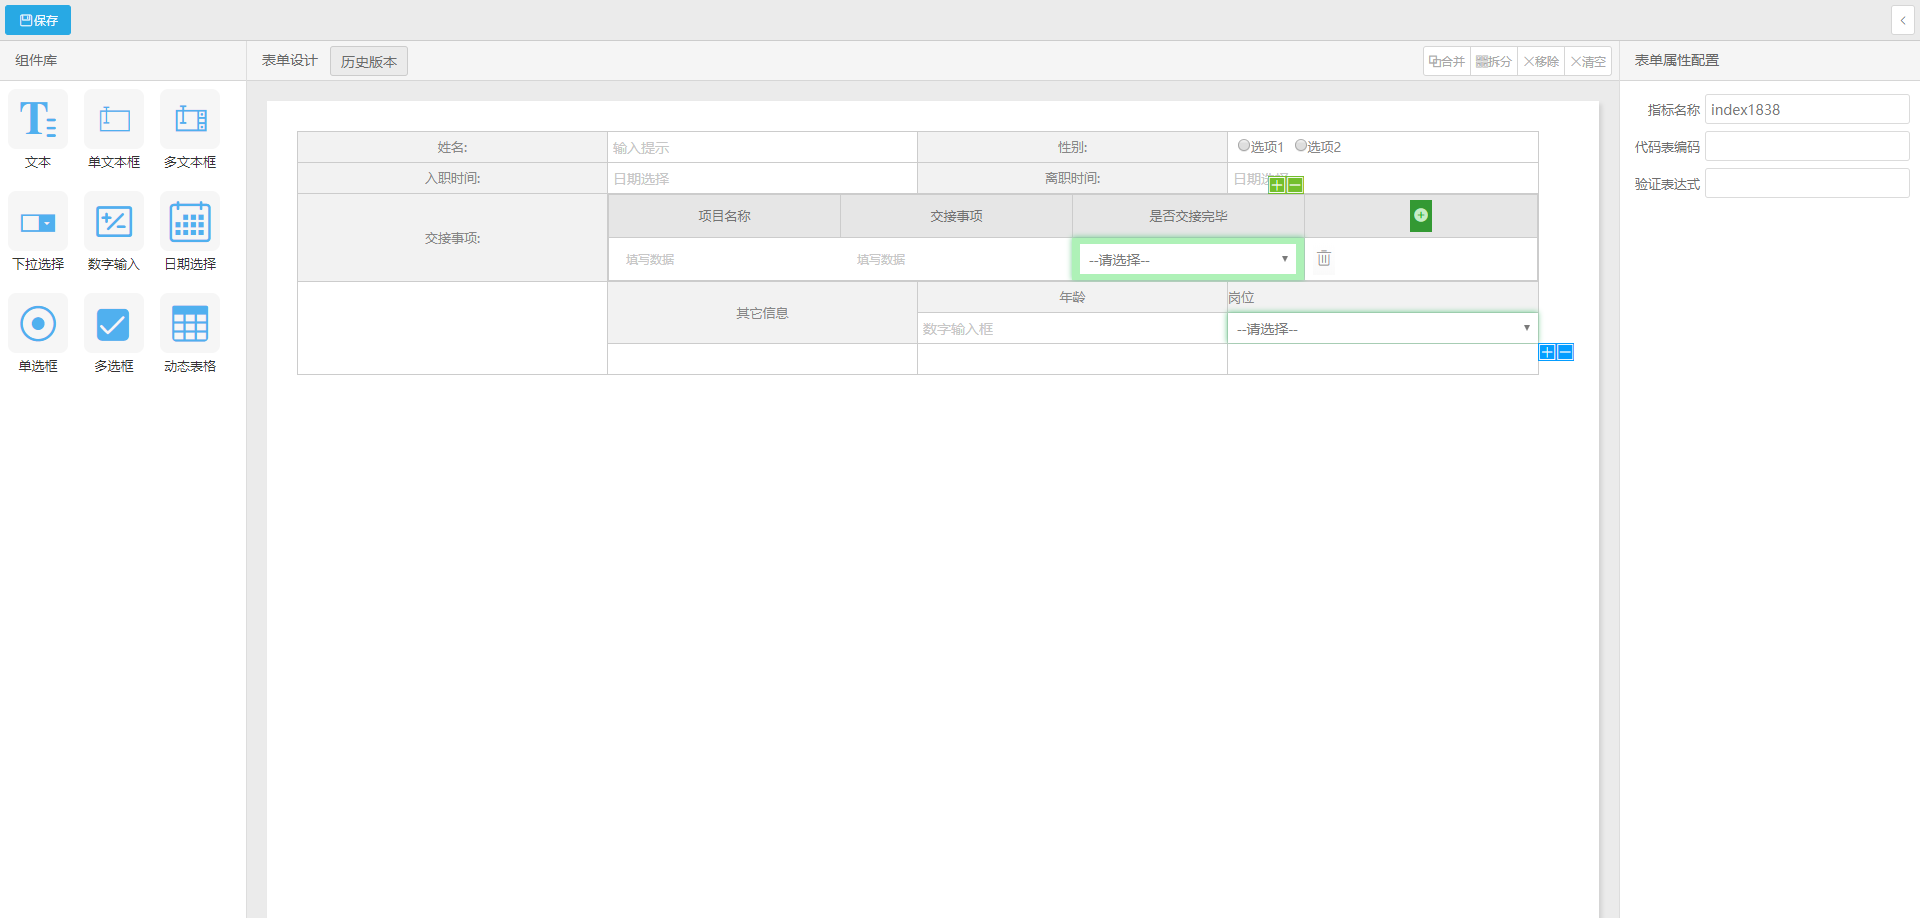 保存
组件库
表单设计 历史版本 合并 拆分 移除 清空
表单属性配置
文本 单文本框 多文本框
下拉选择 数字输入 日期选择
单选框 多选框 动态表格
姓名: 输入提示 性别: 选项1 选项2
入职时间: 日期选择 离职时间: 日期
交接事项: 项目名称 交接事项 是否交接完毕
填写数据 填写数据 --请选择--
其它信息 年龄 岗位
数字输入框 --请选择--
指标名称 index1838
代码表编码
验证表达式